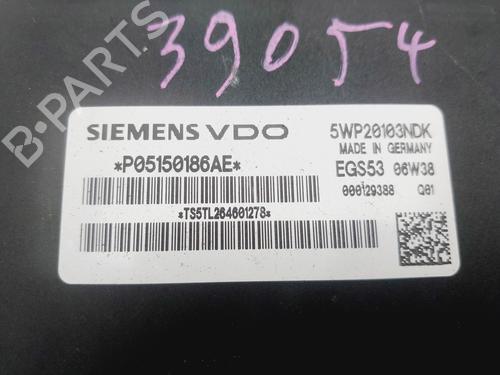 39054
B-PARTS
SIEMENS VDO
5WP20103NDK
MADE IN GERMANY
*P05150186AE*
EGS53 06W38
000129388 Q01
*TS5TL264601278*